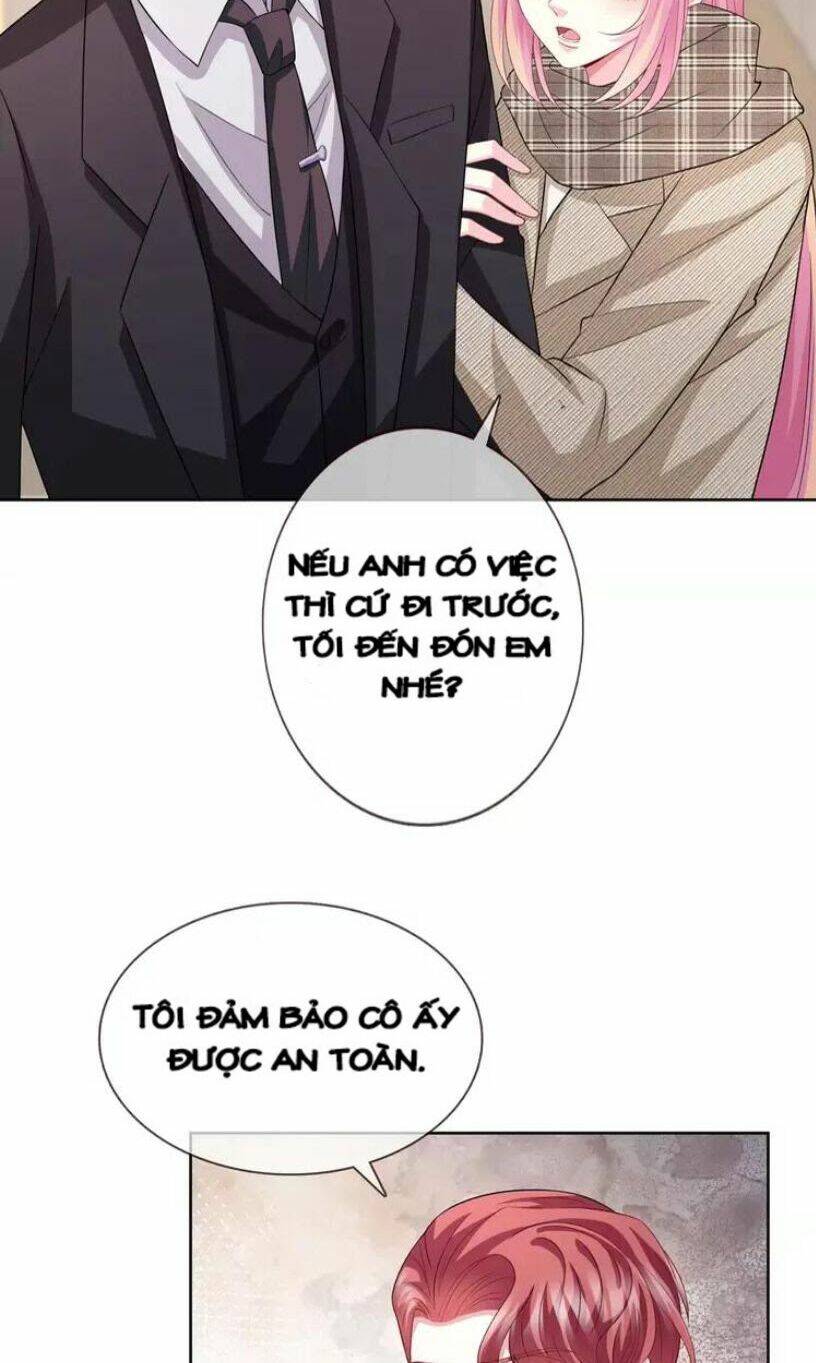 NẾU ANH CÓ VIỆC
THÌ CỨ ĐI TRƯỚC,
TỐI ĐẾN ĐÓN EM
NHÉ?
TÔI ĐẢM BẢO CÔ ẤY
ĐƯỢC AN TOÀN.